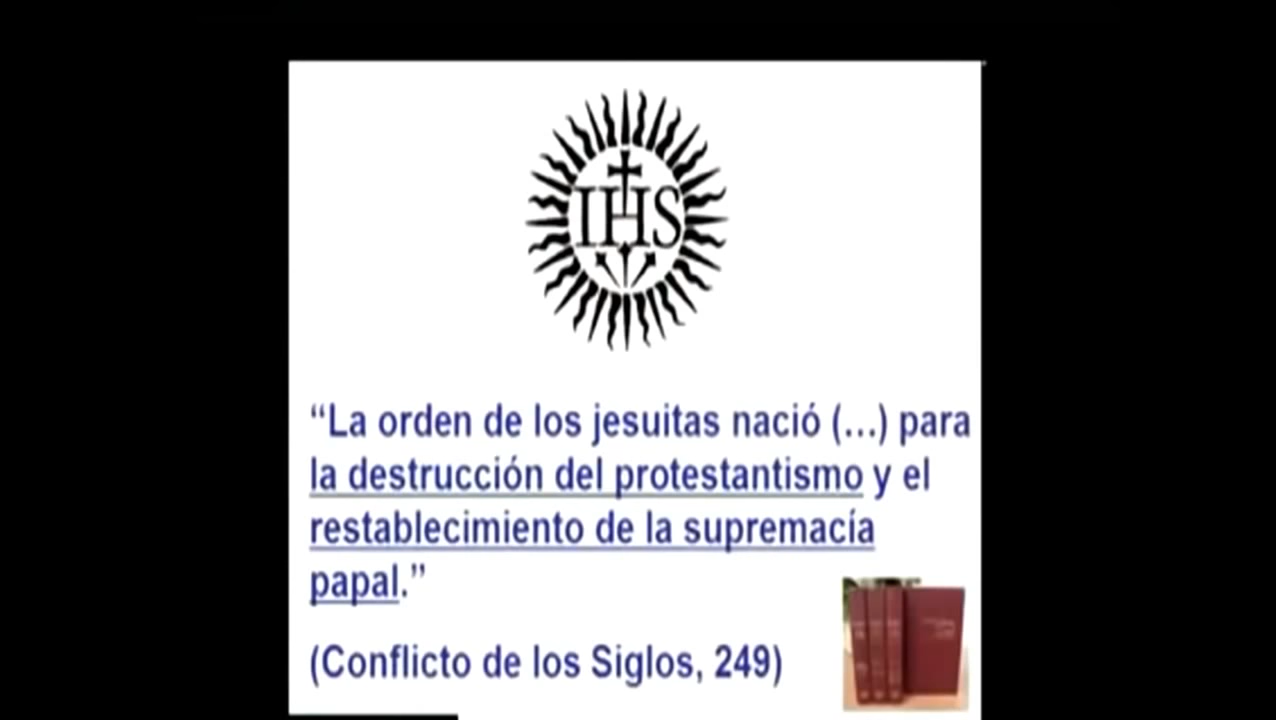 IHS
“La orden de los jesuitas nació (...) para
la destrucción del protestantismo y el
restablecimiento de la supremacía
papal.”
(Conflicto de los Siglos, 249)